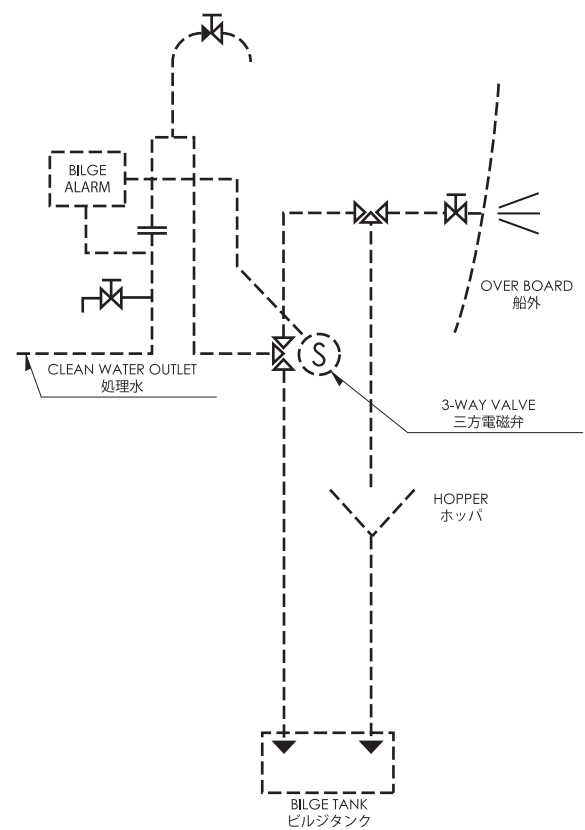 BILGE
ALARM
OVER BOARD
船外
CLEAN WATER OUTLET
処理水
S
3-WAY VALVE
三方電磁弁
HOPPER
ホッパ
BILGE TANK
ビルジタンク